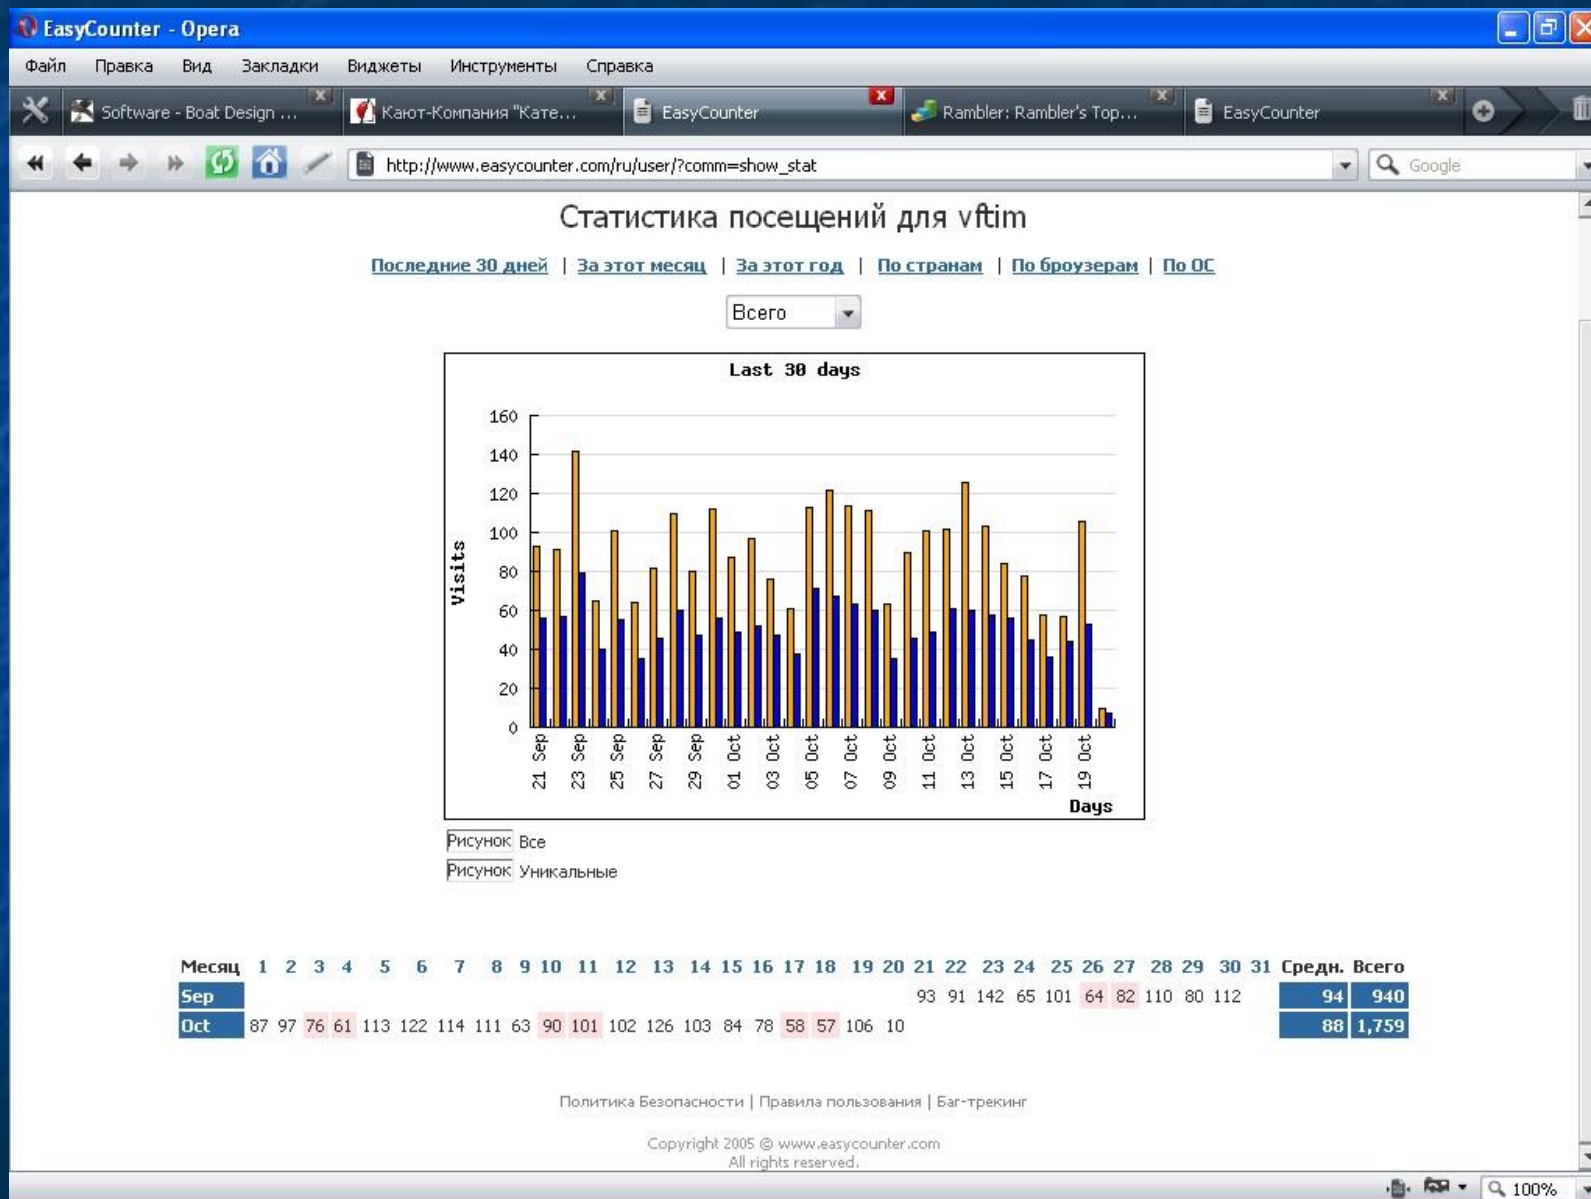 EasyCounter - Opera
Файл Правка Вид Закладки Виджеты Инструменты Справка
Software - Boat Design ... Кают-Компания "Кате... EasyCounter Rambler: Rambler's Top... EasyCounter
http://www.easycounter.com/ru/user/?comm=show_stat Google
Статистика посещений для vftim
Последние 30 дней | За этот месяц | За этот год | По странам | По броузерам | По ОС
Всего
Last 30 days
160
140
120
100
80
60
40
20
0
Visits
21 Sep 23 Sep 25 Sep 27 Sep 29 Sep 01 Oct 03 Oct 05 Oct 07 Oct 09 Oct 11 Oct 13 Oct 15 Oct 17 Oct 19 Oct
Days
Рисунок Все
Рисунок Уникальные
Месяц 1 2 3 4 5 6 7 8 9 10 11 12 13 14 15 16 17 18 19 20 21 22 23 24 25 26 27 28 29 30 31 Средн. Всего
Sep 93 91 142 65 101 64 82 110 80 112 94 940
Oct 87 97 76 61 113 122 114 111 63 90 101 102 126 103 84 78 58 57 106 10 88 1,759
Политика Безопасности | Правила пользования | Баг-трекинг
Copyright 2005 © www.easycounter.com
All rights reserved.
100%